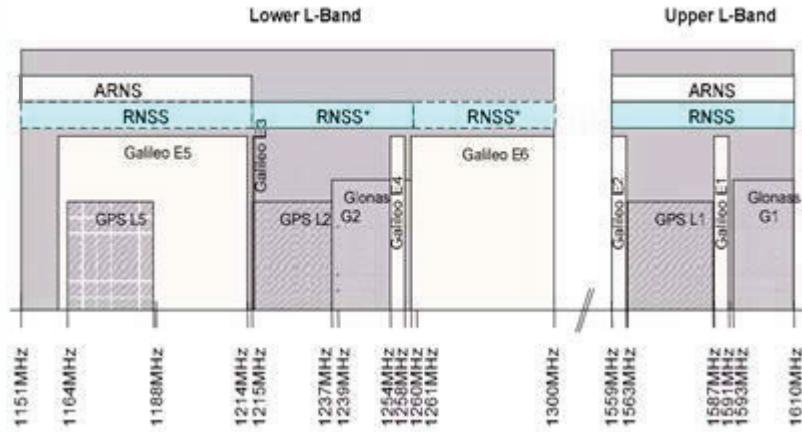 Lower L-Band
Upper L-Band
ARNS
ARNS
RNSS
RNSS*
RNSS*
RNSS
Galileo E5
Galileo E3
Galileo E6
GPS L5
GPS L2
Glonas
G2
Galileo E4
Galileo E2
GPS L1
Galileo E1
Glonass
G1
1151MHz
1164MHz
1188MHz
1214MHz
1215MHz
1237MHz
1239MHz
1254MHz
1258MHz
1260MHz
1261MHz
1300MHz
1559MHz
1563MHz
1587MHz
1591MHz
1593MHz
1610MHz